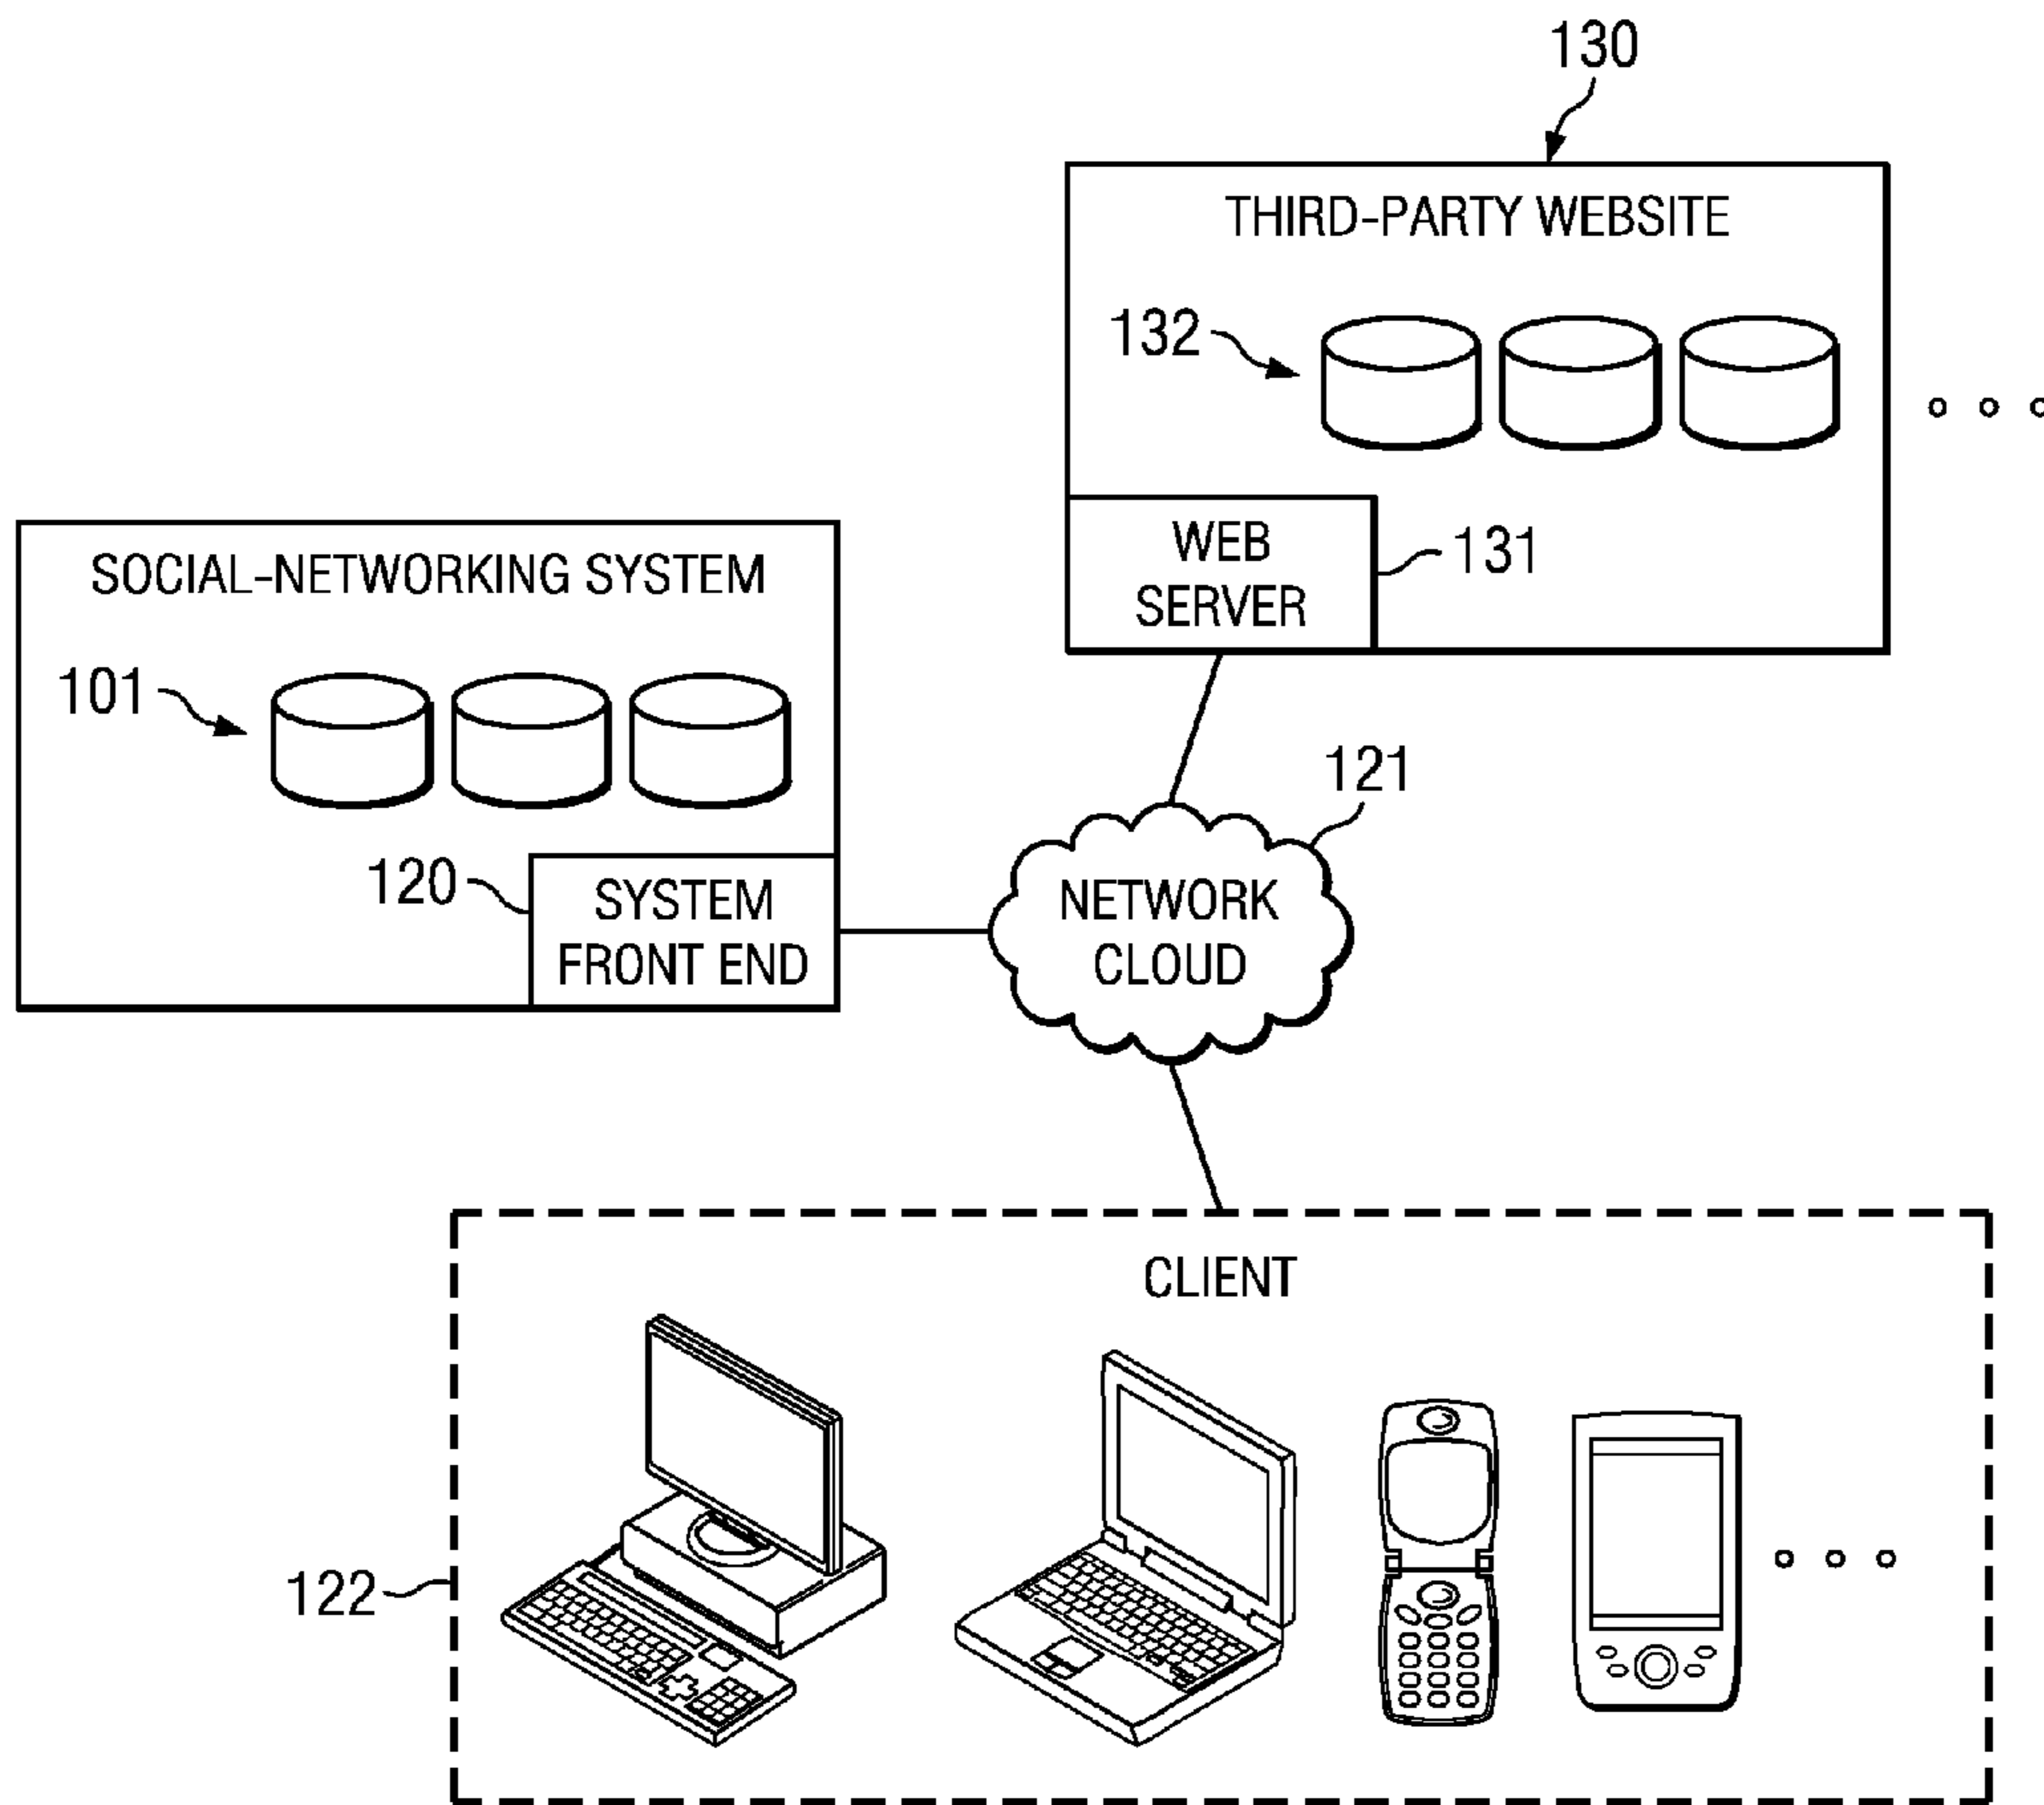 130
THIRD-PARTY WEBSITE
132
WEB
SERVER
131
SOCIAL-NETWORKING SYSTEM
101
120
SYSTEM
FRONT END
121
NETWORK
CLOUD
CLIENT
122